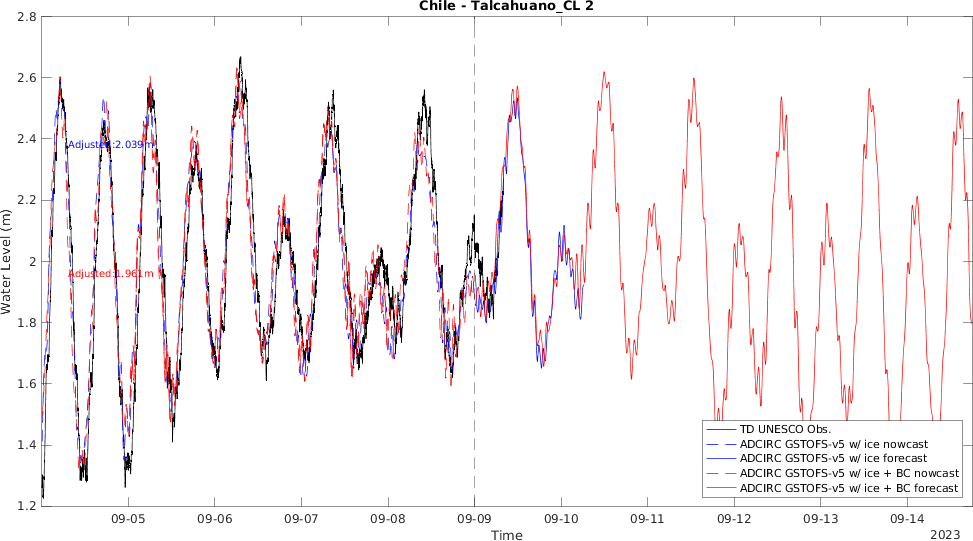 Chile - Talcahuano_CL 2
2.8
2.6
2.4
2.2
2
1.8
1.6
1.4
1.2
Water Level (m)
Adjusted:2.039m
Adjusted:1.961m
TD UNESCO Obs.
ADCIRC GSTOFS-v5 w/ ice nowcast
ADCIRC GSTOFS-v5 w/ ice forecast
ADCIRC GSTOFS-v5 w/ ice + BC nowcast
ADCIRC GSTOFS-v5 w/ ice + BC forecast
09-05 09-06 09-07 09-08 09-09 09-10 09-11 09-12 09-13 09-14
Time
2023